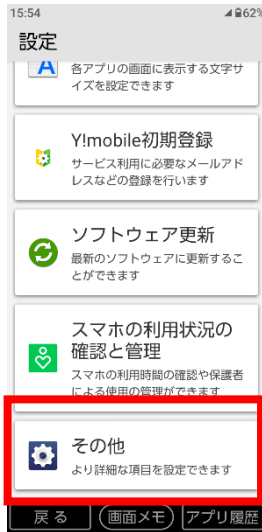 15:54
62%
設定
A
各アプリの画面に表示する文字サ
イズを設定できます
Y!mobile初期登録
サービス利用に必要なメールアド
レスなどの登録を行います
ソフトウェア更新
最新のソフトウェアに更新するこ
とができます
スマホの利用状況の
確認と管理
スマホの利用時間の確認や保護者
による使用の管理ができます
その他
より詳細な項目を設定できます
戻る
画面メモ
アプリ履歴